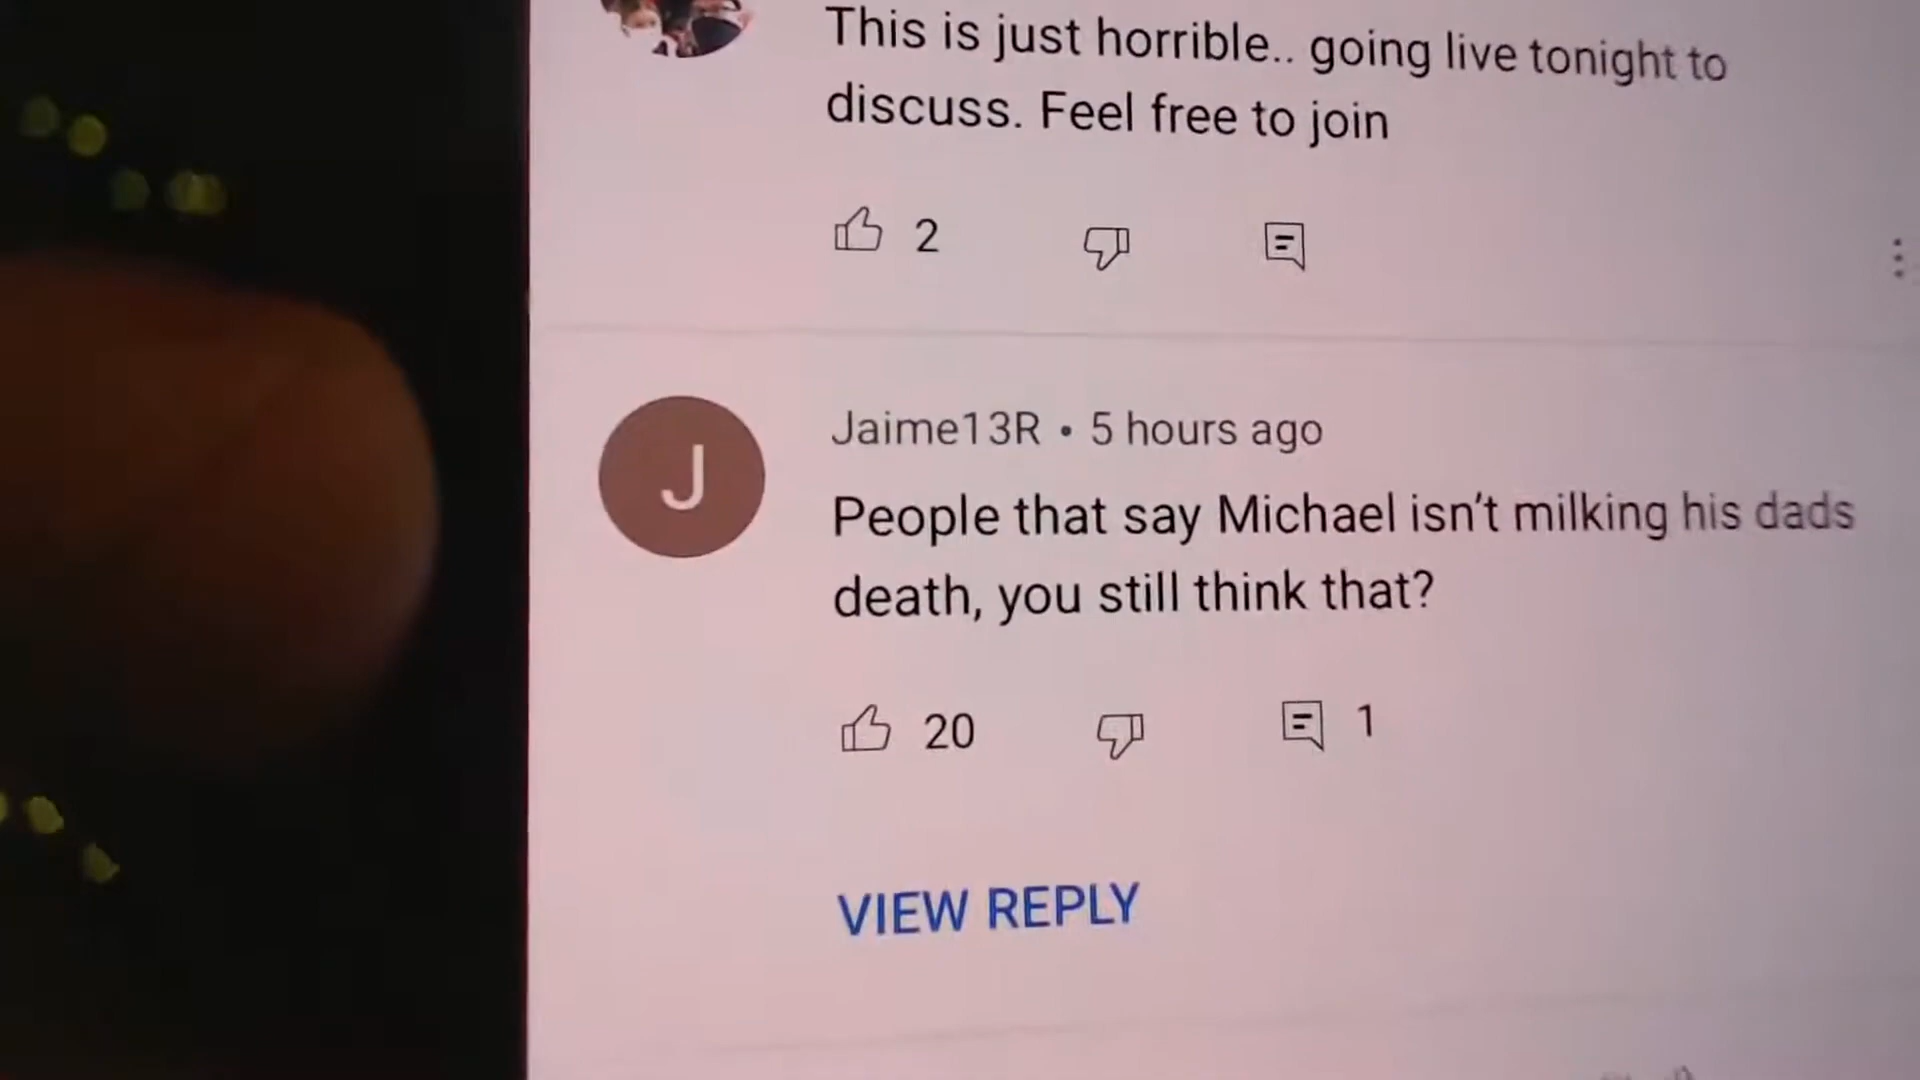 This is just horrible.. going live tonight to
discuss. Feel free to join
2
J
Jaime13R • 5 hours ago
People that say Michael isn't milking his dads
death, you still think that?
20
1
VIEW REPLY